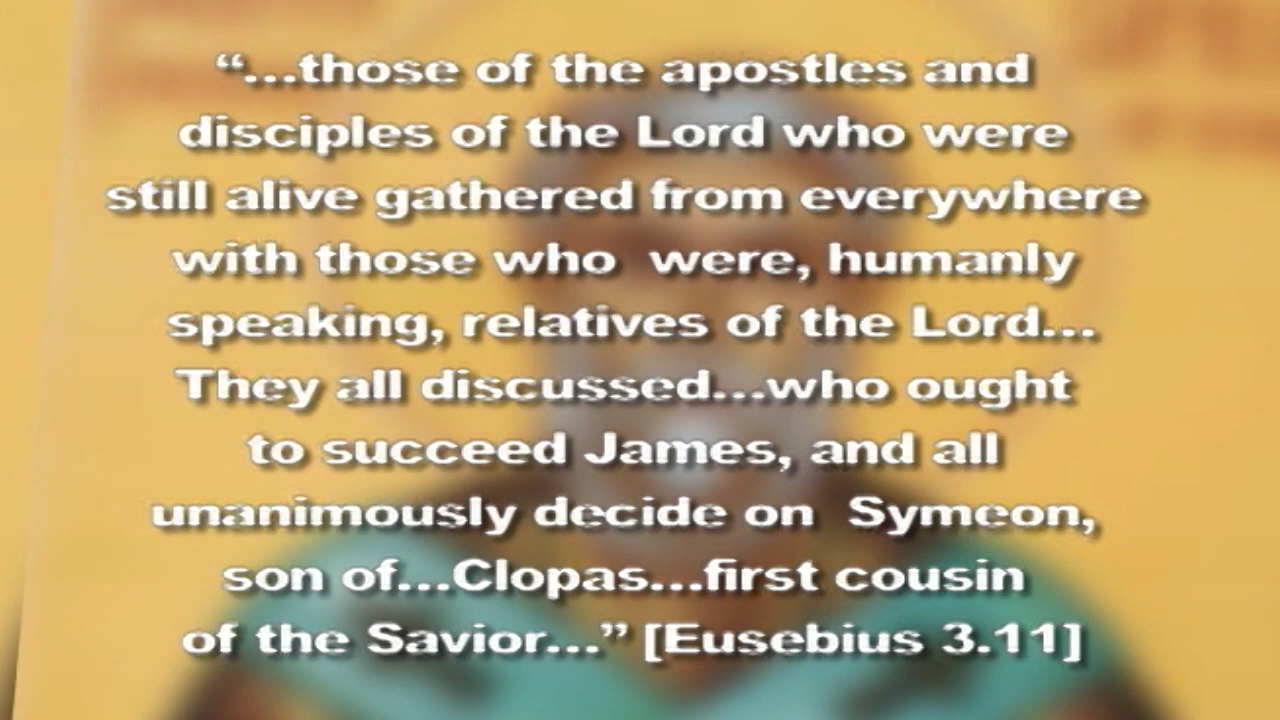 “...those of the apostles and
disciples of the Lord who were
still alive gathered from everywhere
with those who  were, humanly
speaking, relatives of the Lord...
They all discussed...who ought
to succeed James, and all
unanimously decide on  Symeon,
son of...Clopas...first cousin
of the Savior...” [Eusebius 3.11]